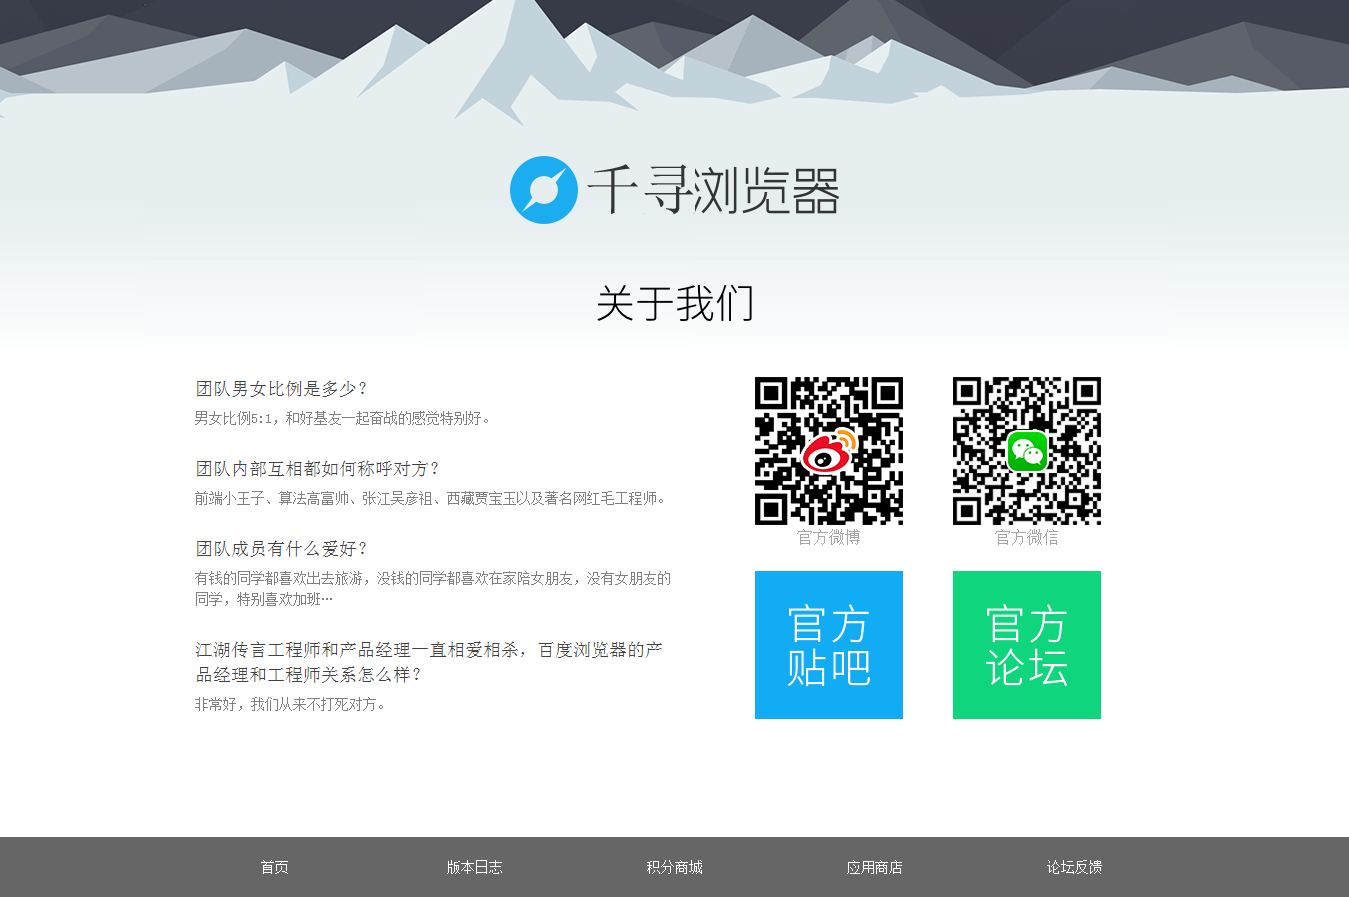 千寻浏览器
关于我们
团队男女比例是多少？
男女比例5:1，和好基友一起奋战的感觉特别好。
团队内部互相都如何称呼对方？
前端小王子、算法高富帅、张江吴彦祖、西藏贾宝玉以及著名网红毛工程师。
团队成员有什么爱好？
有钱的同学都喜欢出去旅游，没钱的同学都喜欢在家陪女朋友，没有女朋友的
同学，特别喜欢加班…
江湖传言工程师和产品经理一直相爱相杀，百度浏览器的产
品经理和工程师关系怎么样？
非常好，我们从来不打死对方。
官方微博
官方微信
官方
贴吧
官方
论坛
首页
版本日志
积分商城
应用商店
论坛反馈